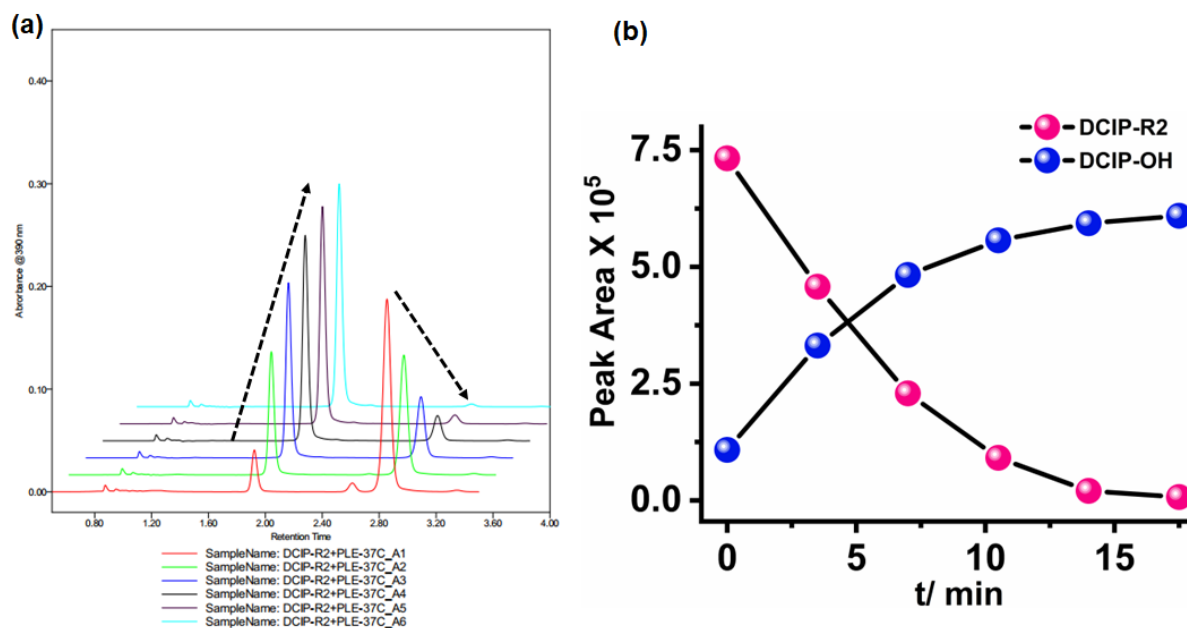 (a)
0.40
0.30
0.20
0.10
0.00
Absorbance @390 nm
0.80 1.20 1.60 2.00 2.40 2.80 3.20 3.60 4.00
Retention Time
SampleName: DCIP-R2+PLE-37C_A1
SampleName: DCIP-R2+PLE-37C_A2
SampleName: DCIP-R2+PLE-37C_A3
SampleName: DCIP-R2+PLE-37C_A4
SampleName: DCIP-R2+PLE-37C_A5
SampleName: DCIP-R2+PLE-37C_A6
(b)
DCIP-R2
DCIP-OH
7.5
5.0
2.5
0.0
Peak Area X 10⁵
0 5 10 15
t/ min